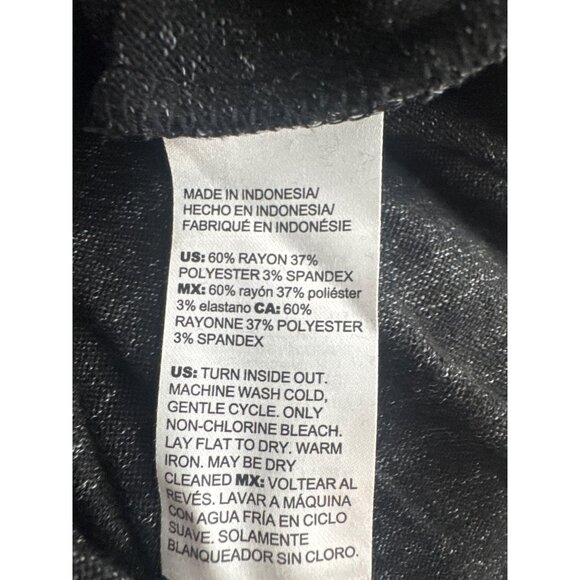 MADE IN INDONESIA/
HECHO EN INDONESIA/
FABRIQUÉ EN INDONÉSIE
US: 60% RAYON 37%
POLYESTER 3% SPANDEX
MX: 60% rayón 37% poliéster
3% elastano CA: 60%
RAYONNE 37% POLYESTER
3% SPANDEX
US: TURN INSIDE OUT.
MACHINE WASH COLD,
GENTLE CYCLE. ONLY
NON-CHLORINE BLEACH.
LAY FLAT TO DRY. WARM
IRON. MAY BE DRY
CLEANED MX: VOLTEAR AL
REVÉS. LAVAR A MÁQUINA
CON AGUA FRÍA EN CICLO
SUAVE. SOLAMENTE
BLANQUEADOR SIN CLORO.